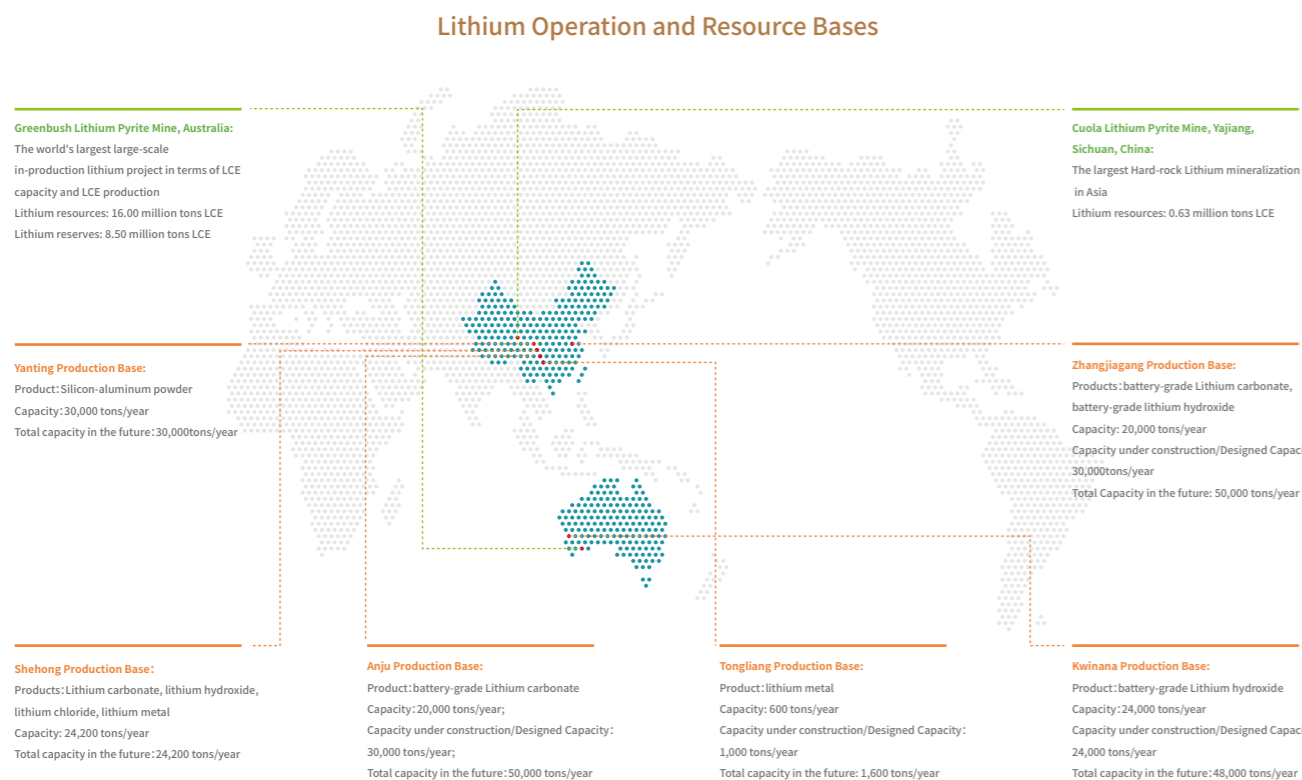 Lithium Operation and Resource Bases
Greenbush Lithium Pyrite Mine, Australia:
The world's largest large-scale
in-production lithium project in terms of LCE
capacity and LCE production
Lithium resources: 16.00 million tons LCE
Lithium reserves: 8.50 million tons LCE
Cuola Lithium Pyrite Mine, Yajiang,
Sichuan, China:
The largest Hard-rock Lithium mineralization
in Asia
Lithium resources: 0.63 million tons LCE
Yanting Production Base:
Product：Silicon-aluminum powder
Capacity：30,000 tons/year
Total capacity in the future：30,000tons/year
Zhangjiagang Production Base:
Products：battery-grade Lithium carbonate,
battery-grade lithium hydroxide
Capacity: 20,000 tons/year
Capacity under construction/Designed Capaci
30,000tons/year
Total Capacity in the future: 50,000 tons/year
Shehong Production Base：
Products：Lithium carbonate, lithium hydroxide,
lithium chloride, lithium metal
Capacity: 24,200 tons/year
Total capacity in the future：24,200 tons/year
Anju Production Base:
Product：battery-grade Lithium carbonate
Capacity：20,000 tons/year;
Capacity under construction/Designed Capacity：
30,000 tons/year;
Total capacity in the future：50,000 tons/year
Tongliang Production Base:
Product：lithium metal
Capacity: 600 tons/year
Capacity under construction/Designed Capacity：
1,000 tons/year
Total capacity in the future: 1,600 tons/year
Kwinana Production Base:
Product：battery-grade Lithium hydroxide
Capacity：24,000 tons/year
Capacity under construction/Designed Capaci
24,000 tons/year
Total capacity in the future：48,000 tons/year